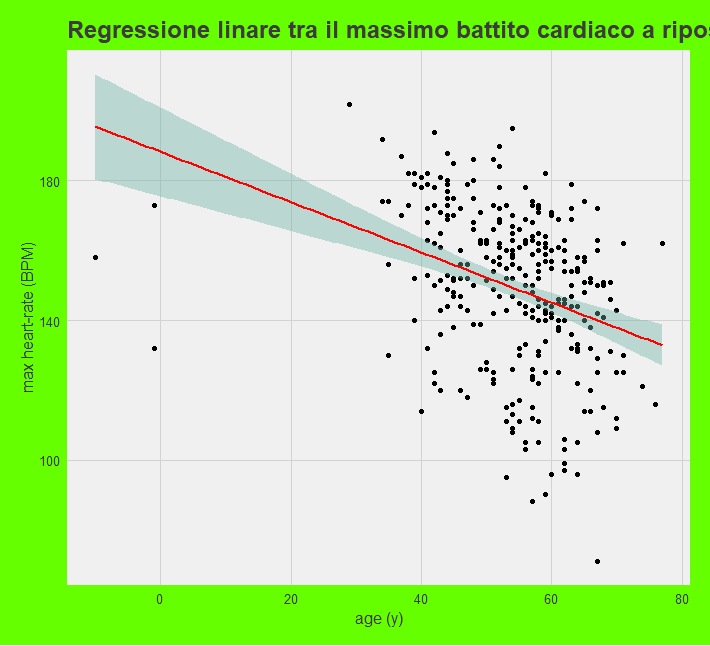 Regressione linare tra il massimo battito cardiaco a ripos
max heart-rate (BPM)
180
140
100
0 20 40 60 80
age (y)